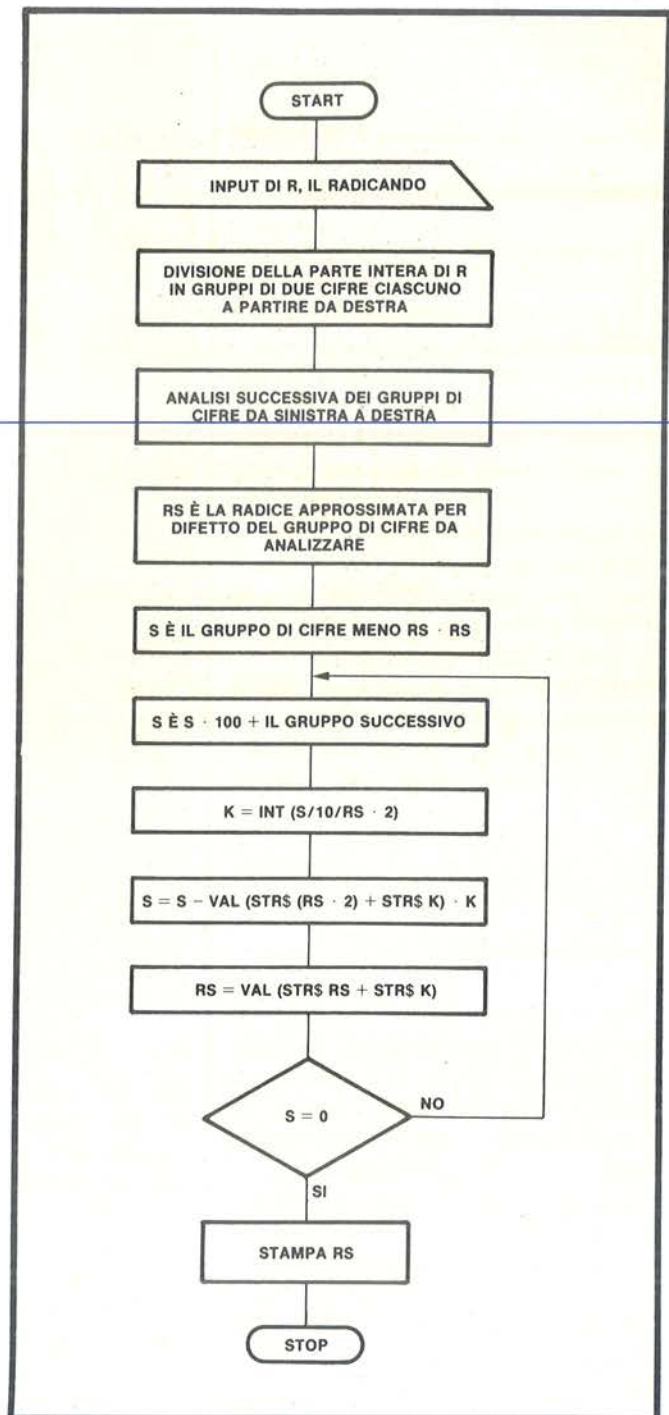 START
INPUT DI R, IL RADICANDO
DIVISIONE DELLA PARTE INTERA DI R
IN GRUPPI DI DUE CIFRE CIASCUNO
A PARTIRE DA DESTRA
ANALISI SUCCESSIVA DEI GRUPPI DI
CIFRE DA SINISTRA A DESTRA
RS È LA RADICE APPROSSIMATA PER
DIFETTO DEL GRUPPO DI CIFRE DA
ANALIZZARE
S È IL GRUPPO DI CIFRE MENO RS · RS
S È S · 100 + IL GRUPPO SUCCESSIVO
K = INT (S/10/RS · 2)
S = S – VAL (STR$ (RS · 2) + STR$ K) · K
RS = VAL (STR$ RS + STR$ K)
S = 0
NO
SI
STAMPA RS
STOP